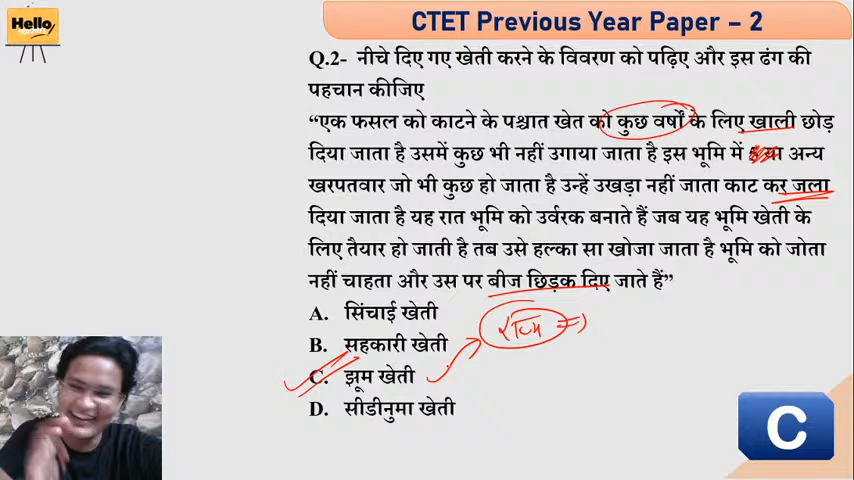 Hello
CTET Previous Year Paper – 2
Q.2- नीचे दिए गए खेती करने के विवरण को पढ़िए और इस ढंग की
पहचान कीजिए
“एक फसल को काटने के पश्चात खेत को कुछ वर्षों के लिए खाली छोड़
दिया जाता है उसमें कुछ भी नहीं उगाया जाता है इस भूमि में या अन्य
खरपतवार जो भी कुछ हो जाता है उन्हें उखड़ा नहीं जाता काट कर जला
दिया जाता है यह रात भूमि को उर्वरक बनाते हैं जब यह भूमि खेती के
लिए तैयार हो जाती है तब उसे हल्का सा खोजा जाता है भूमि को जोता
नहीं चाहता और उस पर बीज छिड़क दिए जाते हैं”
A. सिंचाई खेती
B. सहकारी खेती
C. झूम खेती
D. सीडीनुमा खेती
C